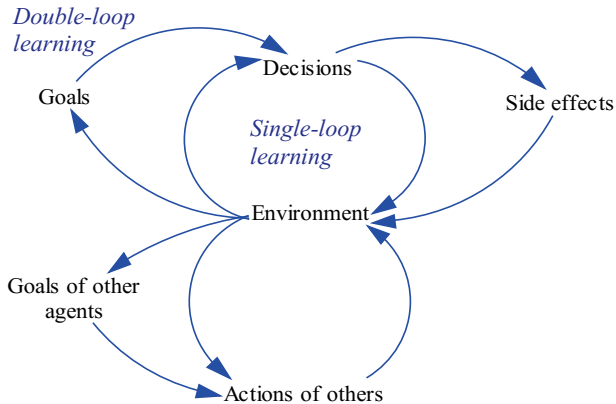 Double-loop
learning
Decisions
Goals
Side effects
Single-loop
learning
Environment
Goals of other
agents
Actions of others